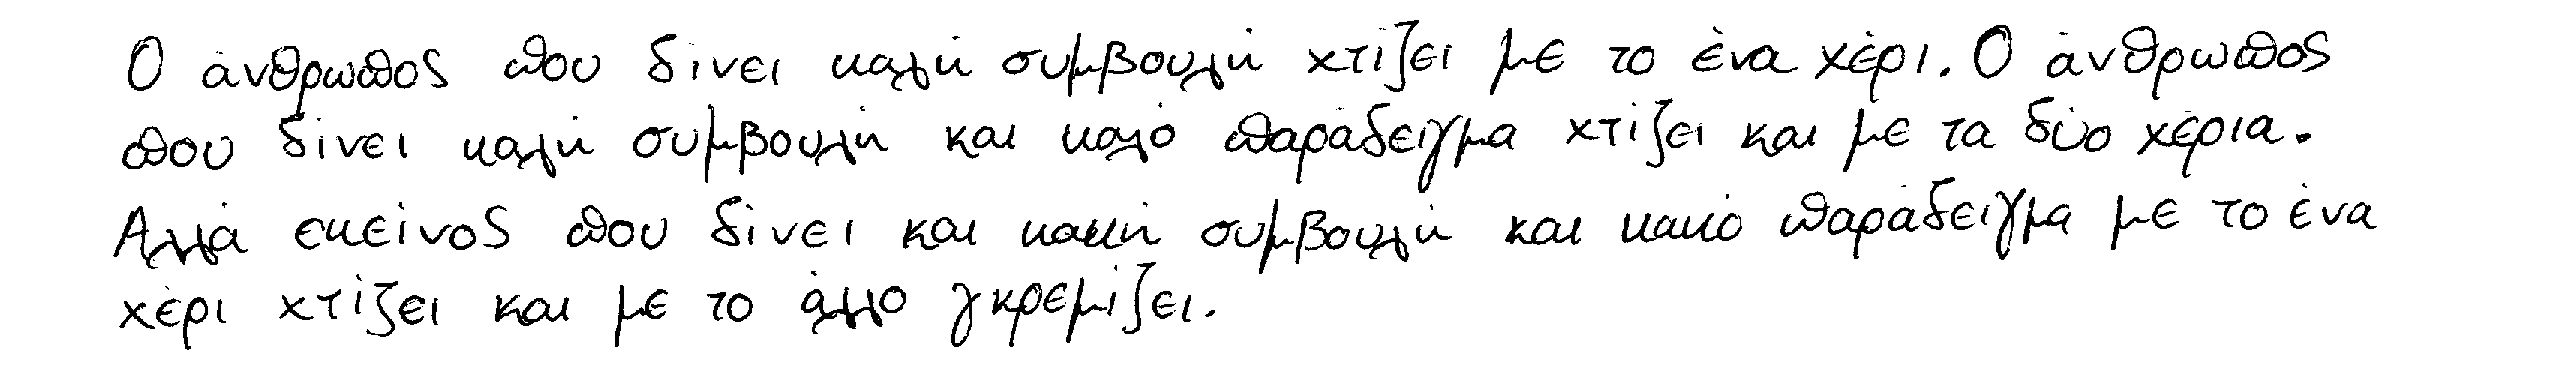 Ο άνθρωπος που δίνει καλή συμβουλή χτίζει με το ένα χέρι. Ο άνθρωπος
που δίνει καλή συμβουλή και καλό παράδειγμα χτίζει και με τα δύο χέρια.
Αλλά εκείνος που δίνει και κακή συμβουλή και κακό παράδειγμα με το ένα
χέρι χτίζει και με το άλλο γκρεμίζει.